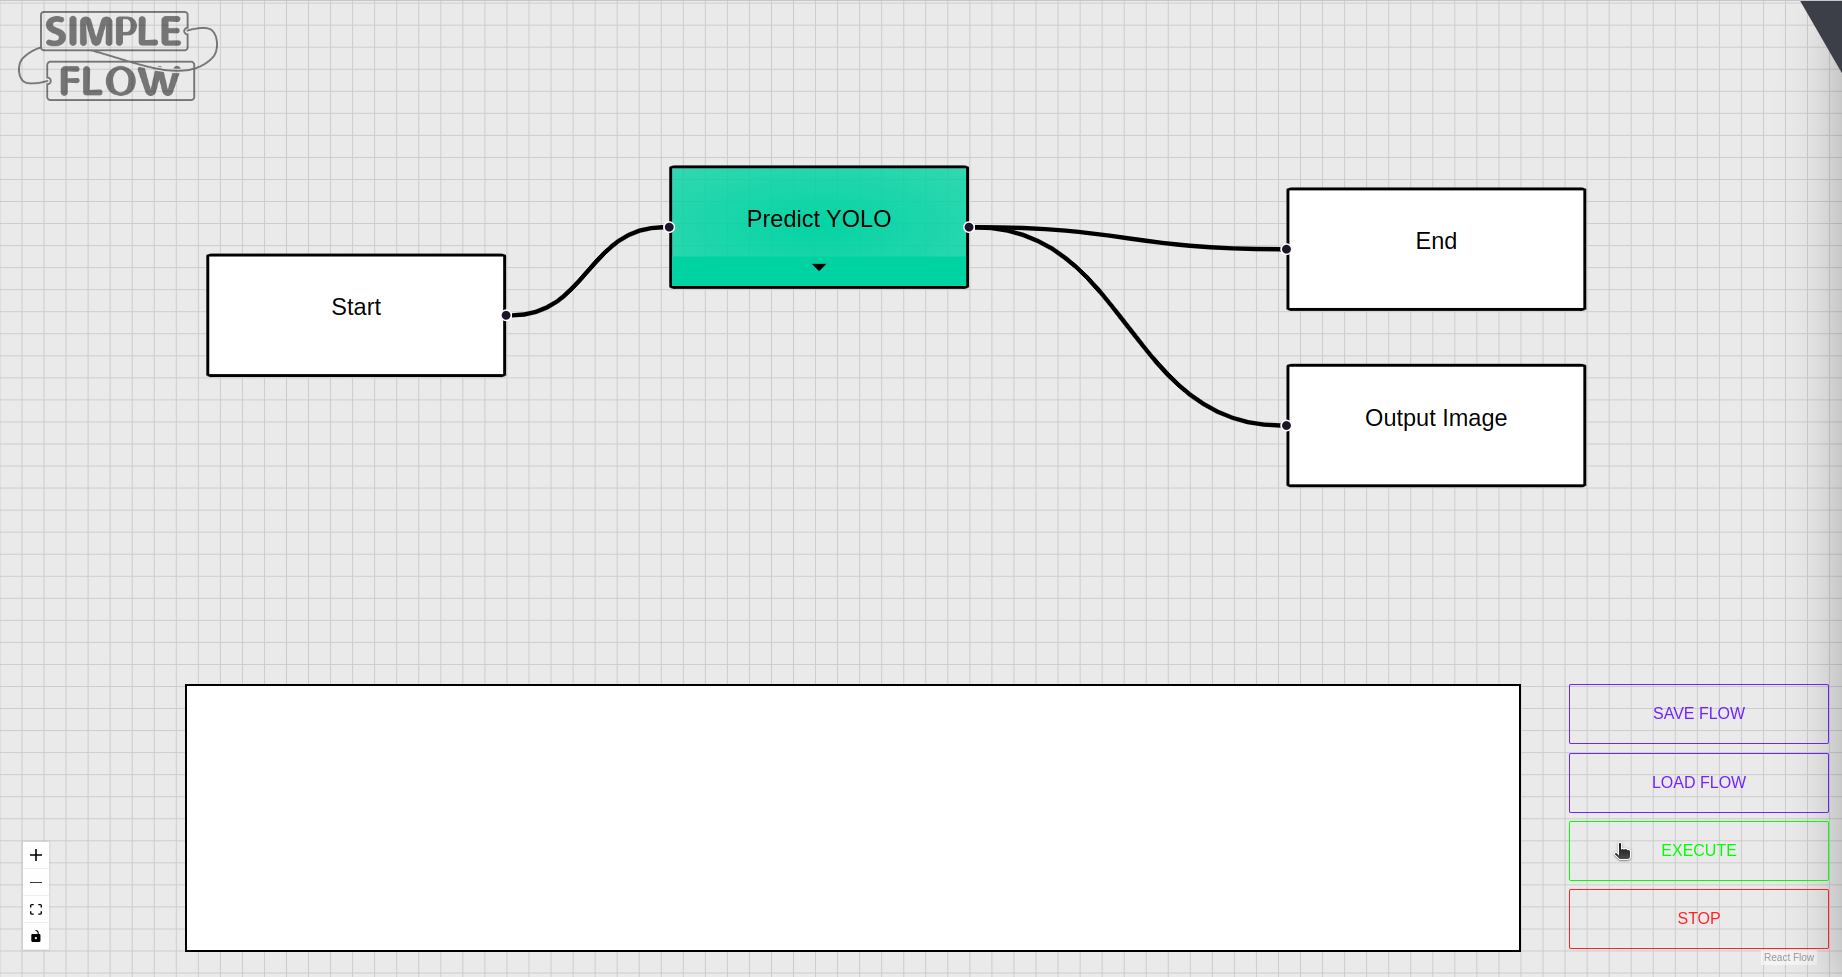 SIMPLE
FLOW
Predict YOLO
End
Start
Output Image
SAVE FLOW
LOAD FLOW
EXECUTE
STOP
React Flow